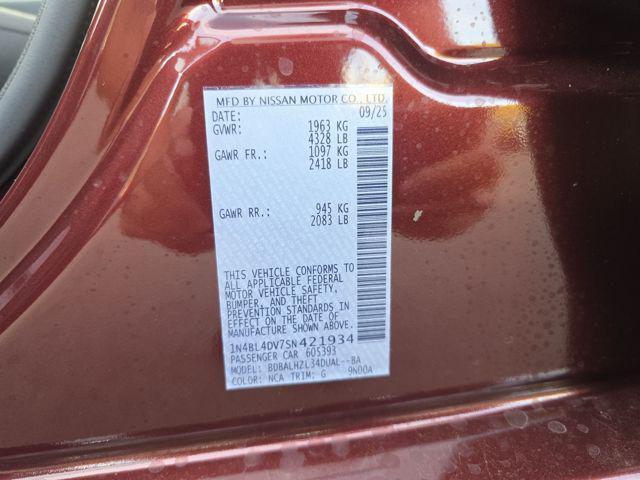 MFD BY NISSAN MOTOR CO., LTD.
DATE: 09/25
GVWR: 1963 KG
4328 LB
GAWR FR.: 1097 KG
2418 LB
GAWR RR.: 945 KG
2083 LB
THIS VEHICLE CONFORMS TO
ALL APPLICABLE FEDERAL
MOTOR VEHICLE SAFETY,
BUMPER, AND THEFT
PREVENTION STANDARDS IN
EFFECT ON THE DATE OF
MANUFACTURE SHOWN ABOVE.
1N4BL4DV7SN421934
PASSENGER CAR 605393
MODEL: BDBALHZL34DUAL--BA
COLOR: NCA TRIM: G 9N00A